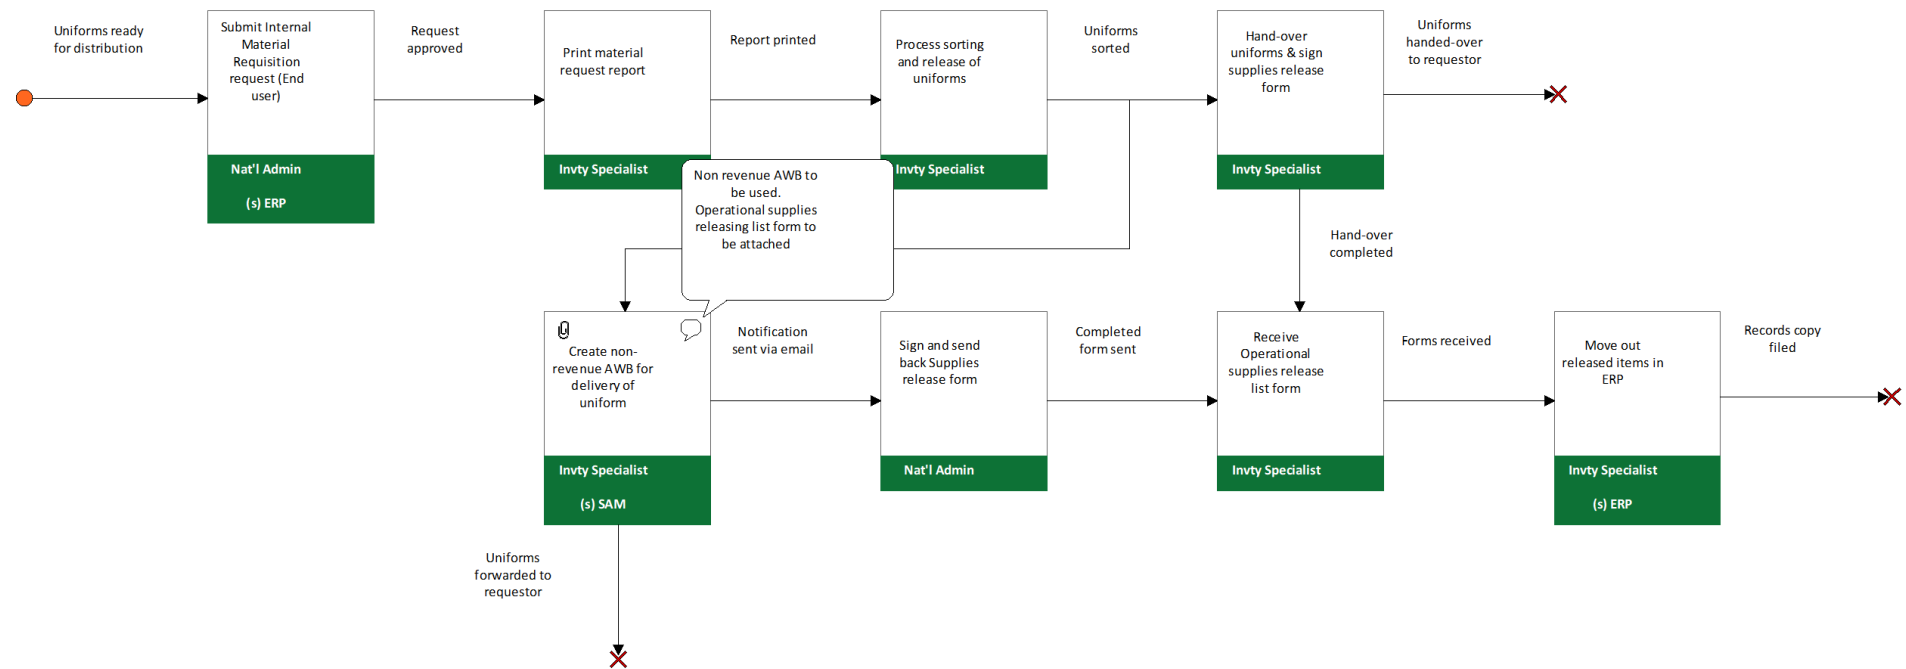 Uniforms ready
for distribution
Submit Internal
Material
Requisition
request (End
user)
Nat'l Admin
(s) ERP
Request
approved
Print material
request report
Invty Specialist
Report printed
Process sorting
and release of
uniforms
Invty Specialist
Uniforms
sorted
Hand-over
uniforms & sign
supplies release
form
Invty Specialist
Uniforms
handed-over
to requestor
Non revenue AWB to
be used.
Operational supplies
releasing list form to
be attached
Hand-over
completed
Create non-
revenue AWB for
delivery of
uniform
Invty Specialist
(s) SAM
Notification
sent via email
Sign and send
back Supplies
release form
Nat'l Admin
Completed
form sent
Receive
Operational
supplies release
list form
Invty Specialist
Forms received
Move out
released items in
ERP
Invty Specialist
(s) ERP
Records copy
filed
Uniforms
forwarded to
requestor